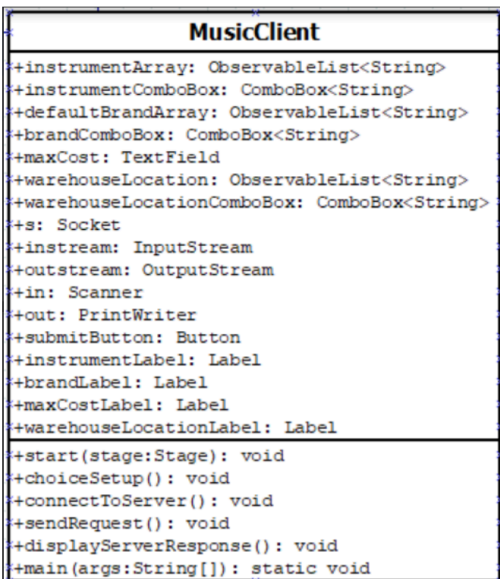 MusicClient
+instrumentArray: ObservableList<String>
+instrumentComboBox: ComboBox<String>
+defaultBrandArray: ObservableList<String>
+brandComboBox: ComboBox<String>
+maxCost: TextField
+warehouseLocation: ObservableList<String>
+warehouseLocationComboBox: ComboBox<String>
+s: Socket
+instream: InputStream
+outstream: OutputStream
+in: Scanner
+out: PrintWriter
+submitButton: Button
+instrumentLabel: Label
+brandLabel: Label
+maxCostLabel: Label
+warehouseLocationLabel: Label
+start(stage:Stage): void
+choiceSetup(): void
+connectToServer(): void
+sendRequest(): void
+displayServerResponse(): void
+main(args:String[]): static void